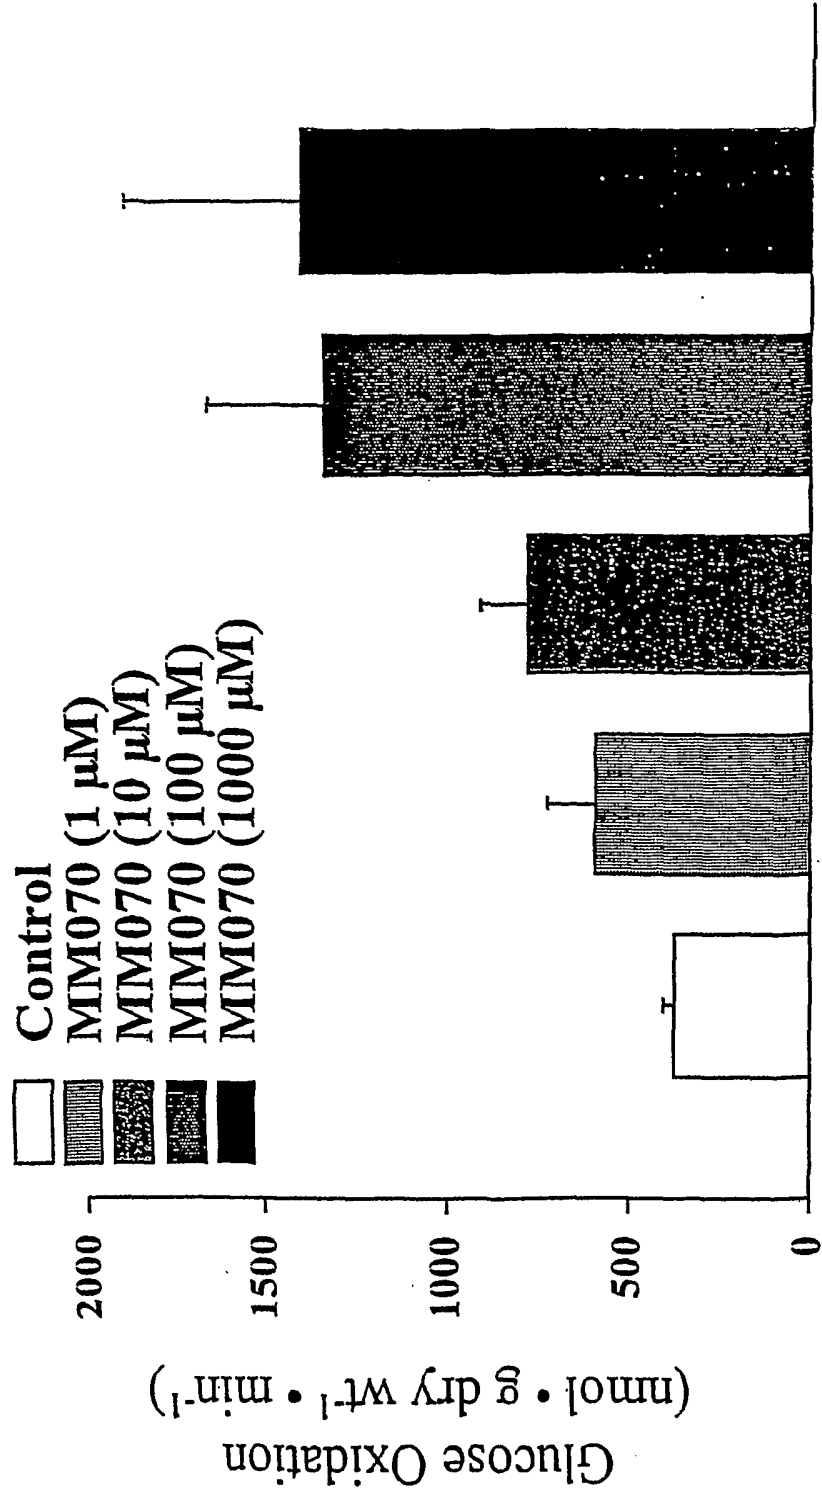 Control
MM070 (1 μM)
MM070 (10 μM)
MM070 (100 μM)
MM070 (1000 μM)
2000
1500
1000
500
0
Glucose Oxidation
(nmol • g dry wt⁻¹ • min⁻¹)